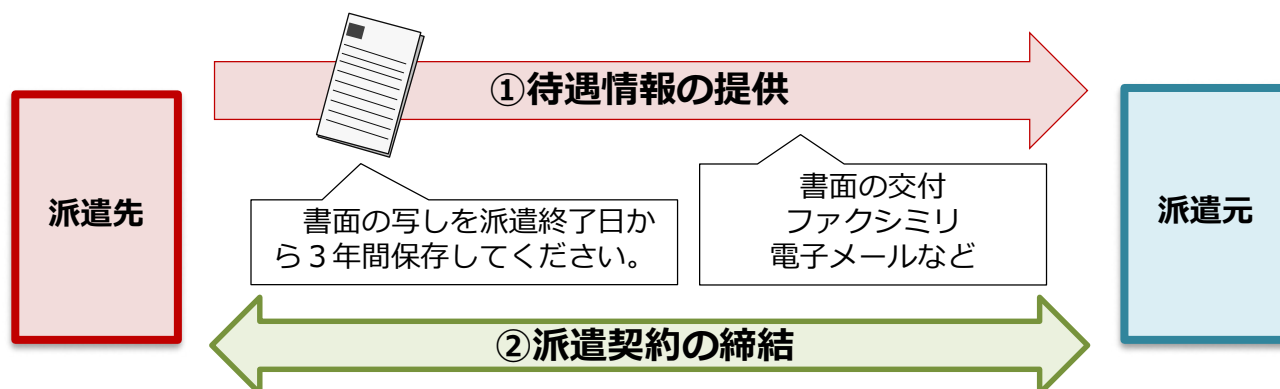 ①待遇情報の提供
派遣先
書面の写しを派遣終了日か
ら３年間保存してください。
書面の交付
ファクシミリ
電子メールなど
派遣元
②派遣契約の締結